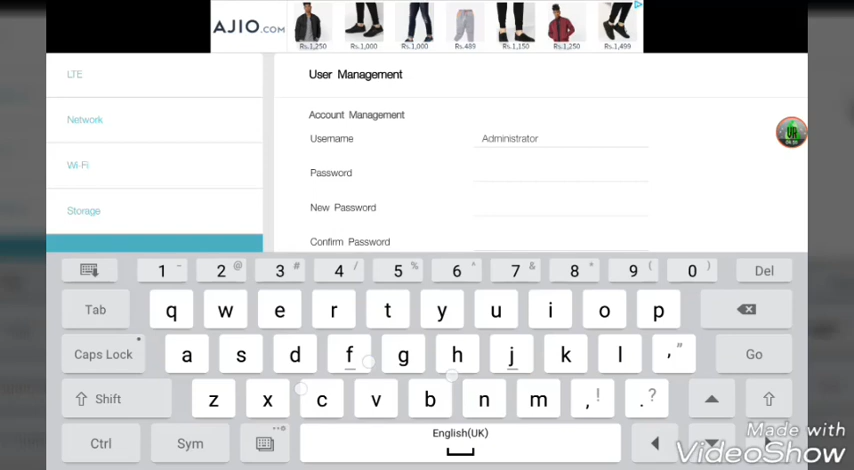 AJIO.COM
Rs.1,250 Rs.1,000 Rs.1,000 Rs.489 Rs.1,150 Rs.1,250 Rs.1,499
LTE
Network
Wi-Fi
Storage
User Management
Account Management
Username Administrator
Password
New Password
Confirm Password
1 - 2 @ 3 # 4 / 5 % 6 ^ 7 & 8 * 9 ( 0 ) Del
Tab q w e r t y u i o p
Caps Lock a s d f g h j k l ' " Go
Shift z x c v b n m , ! . ?
Ctrl Sym English(UK)
Made with
VideoShow